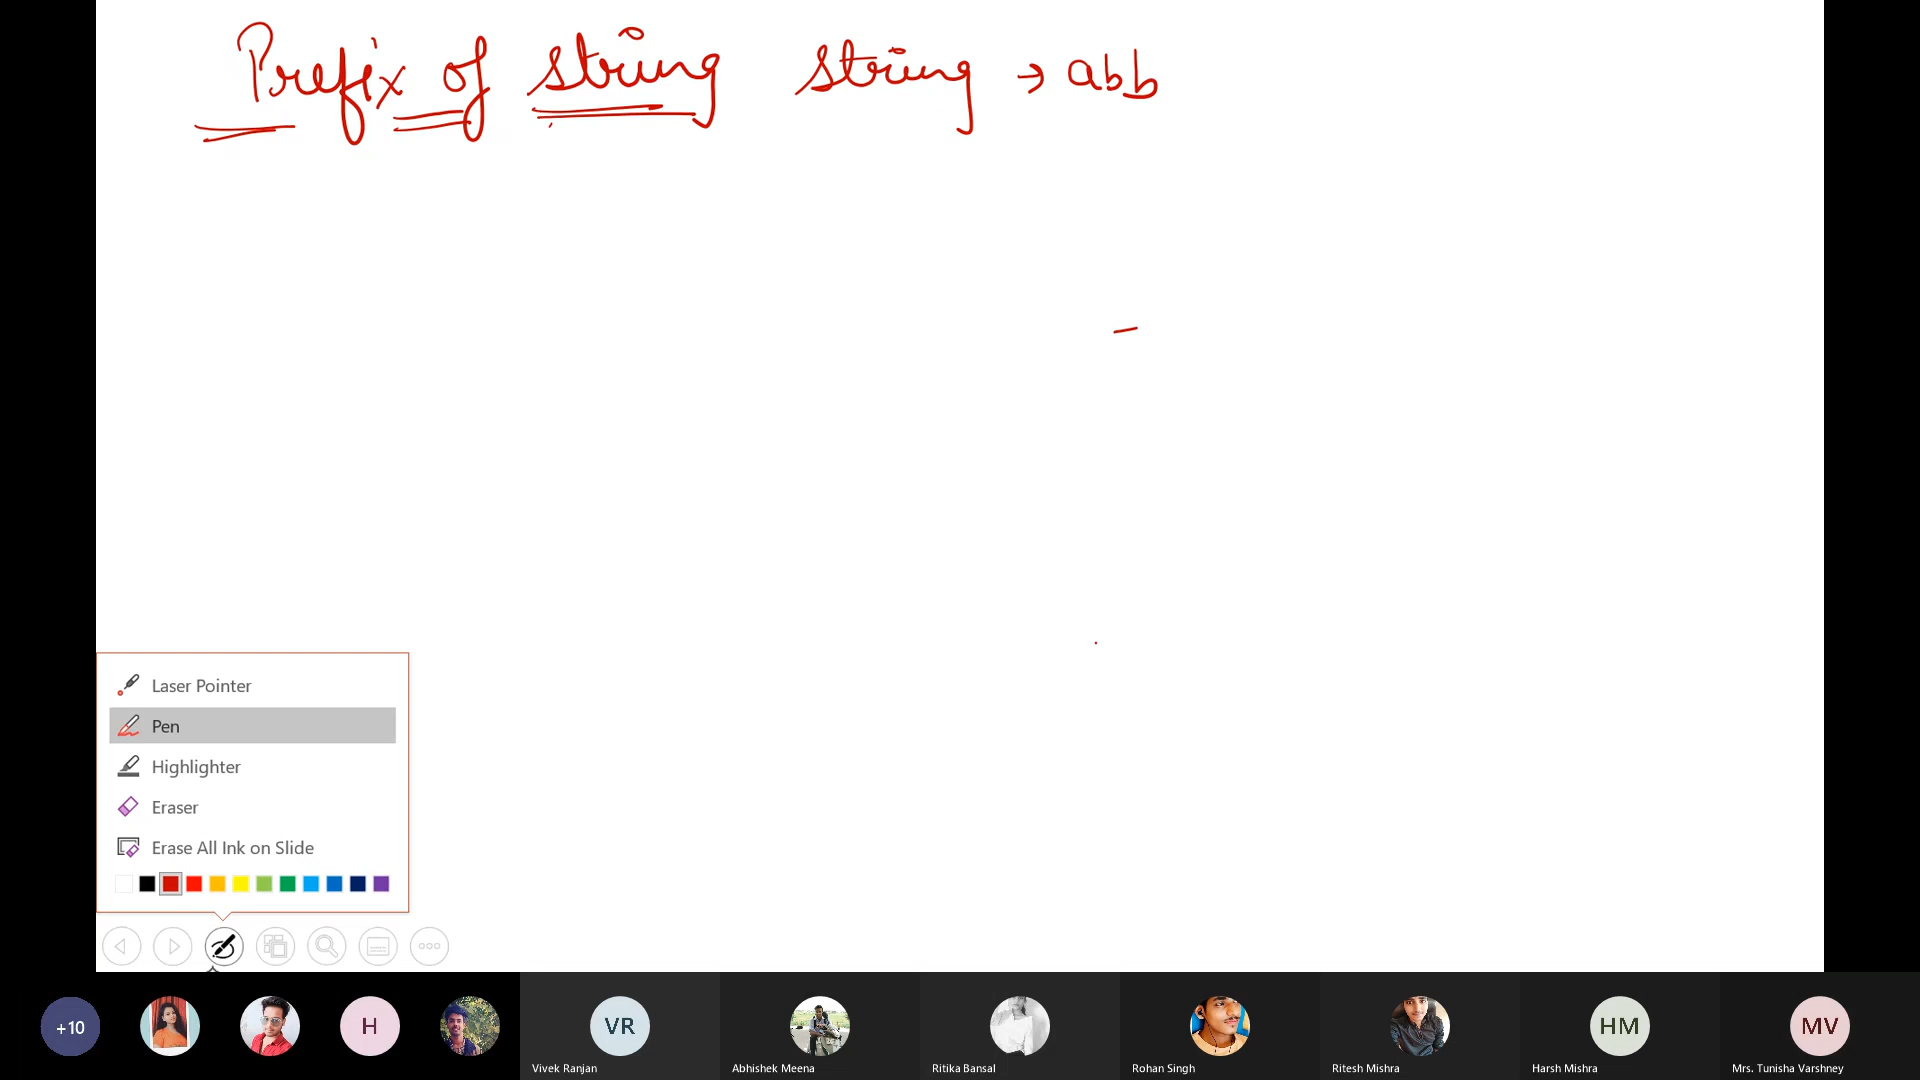 Prefix of string string → abb
Laser Pointer
Pen
Highlighter
Eraser
Erase All Ink on Slide
+10
H
VR
HM
MV
Vivek Ranjan
Abhishek Meena
Ritika Bansal
Rohan Singh
Ritesh Mishra
Harsh Mishra
Mrs. Tunisha Varshney